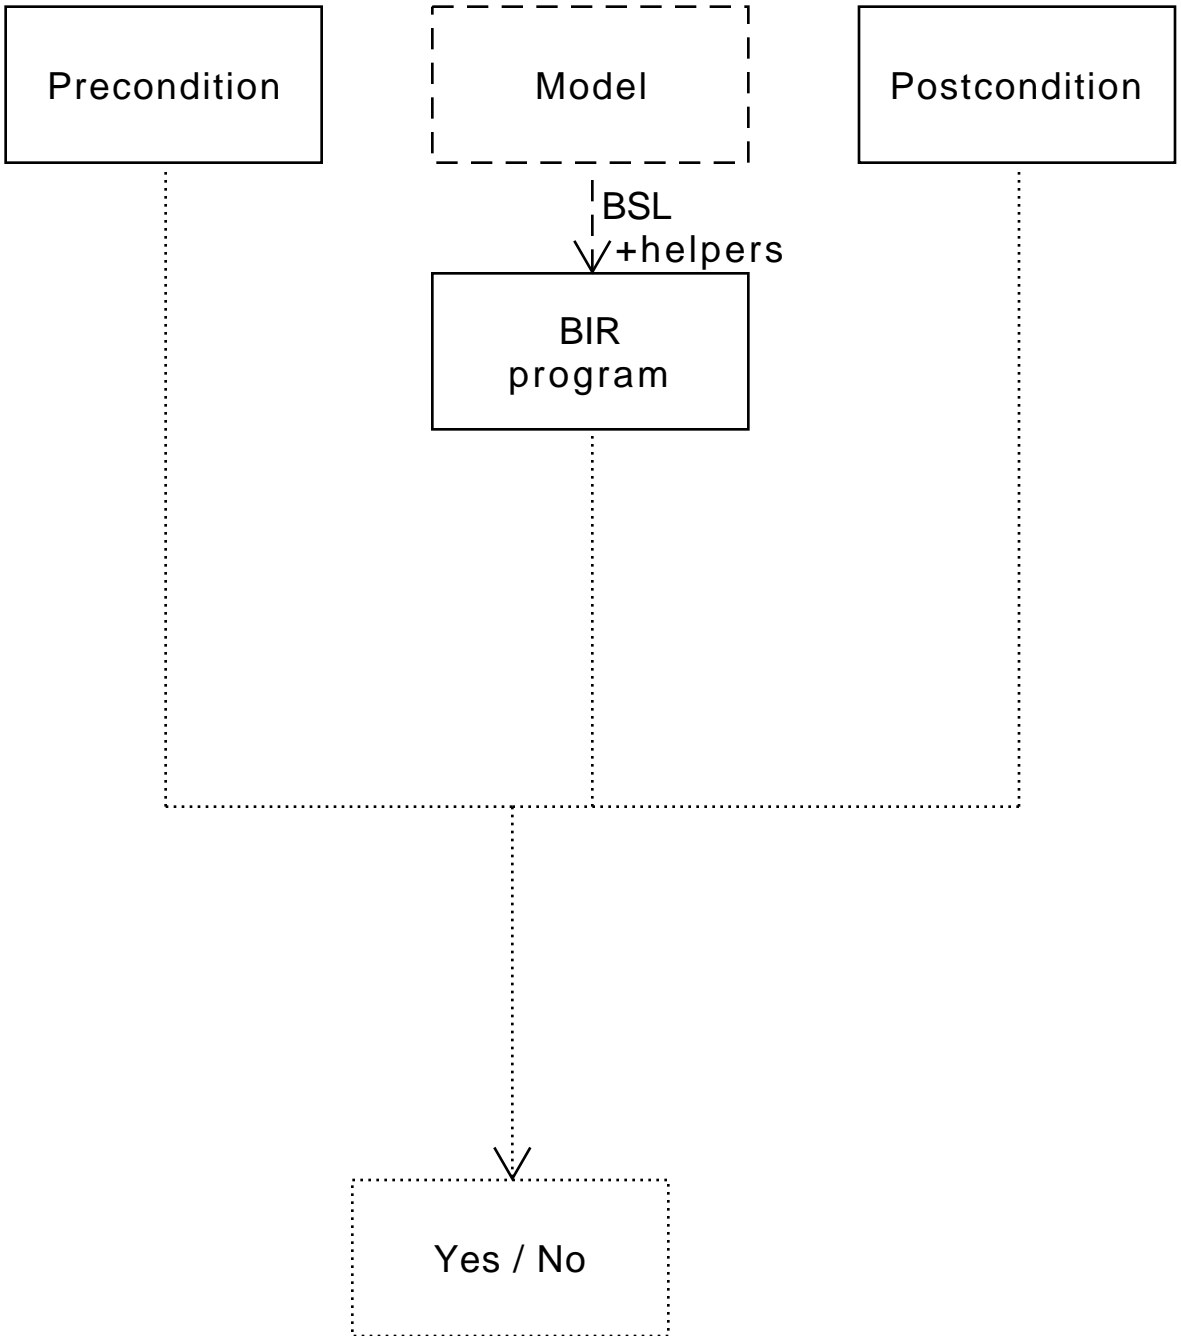 Precondition
Model
Postcondition
BSL
+helpers
BIR
program
Yes / No